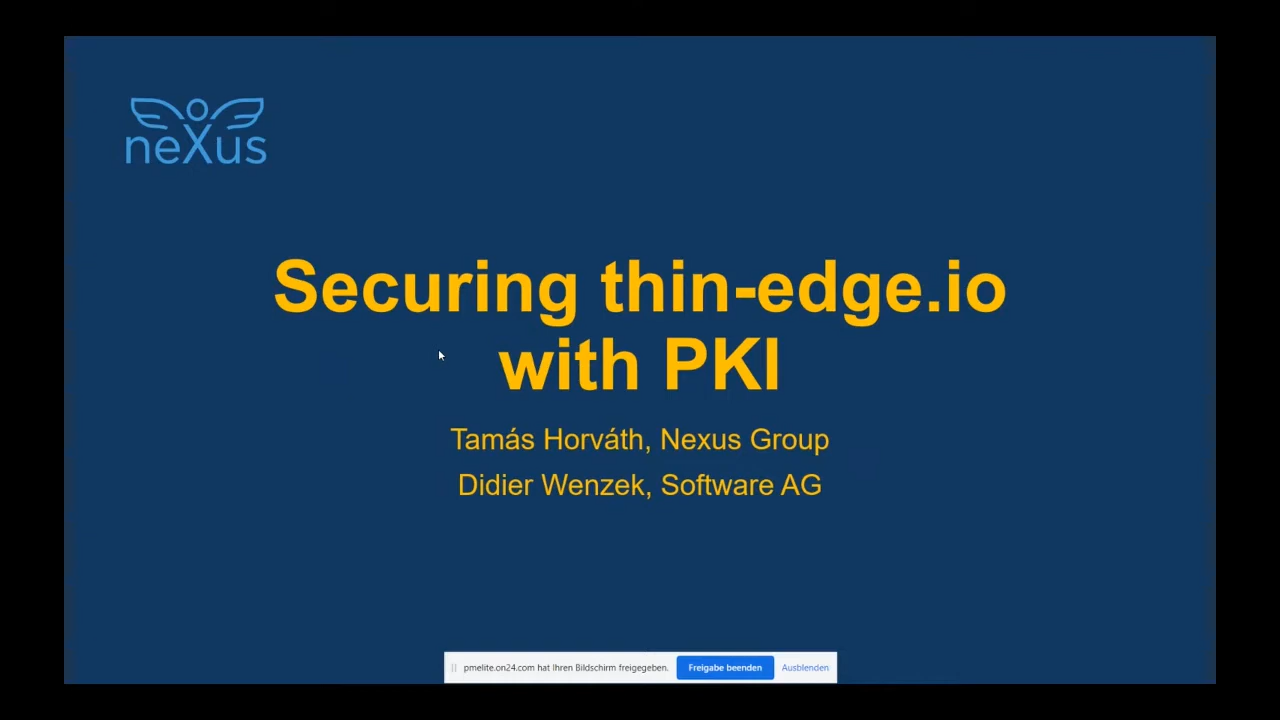 neXus
Securing thin-edge.io
with PKI
Tamás Horváth, Nexus Group
Didier Wenzek, Software AG
pmelite.on24.com hat Ihren Bildschirm freigegeben. Freigabe beenden Ausblenden